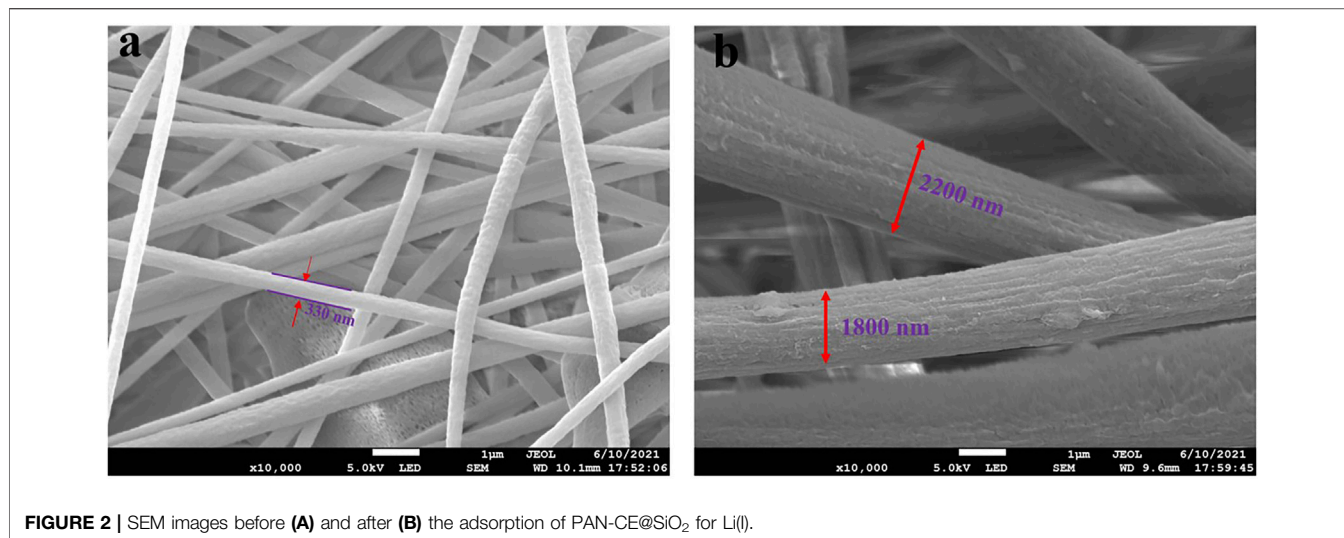 a
330 nm
1μm JEOL 6/10/2021
x10,000 5.0kV LED SEM WD 10.1mm 17:52:06
b
2200 nm
1800 nm
1μm JEOL 6/10/2021
x10,000 5.0kV LED SEM WD 9.6mm 17:59:45
FIGURE 2 | SEM images before (A) and after (B) the adsorption of PAN-CE@SiO₂ for Li(I).